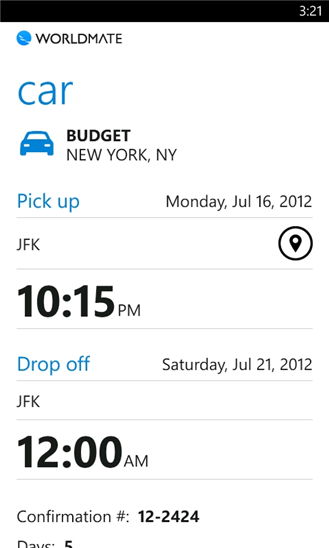 3:21
WORLDMATE
car
BUDGET
NEW YORK, NY
Pick up Monday, Jul 16, 2012
JFK
10:15 PM
Drop off Saturday, Jul 21, 2012
JFK
12:00 AM
Confirmation #: 12-2424
Days: 5